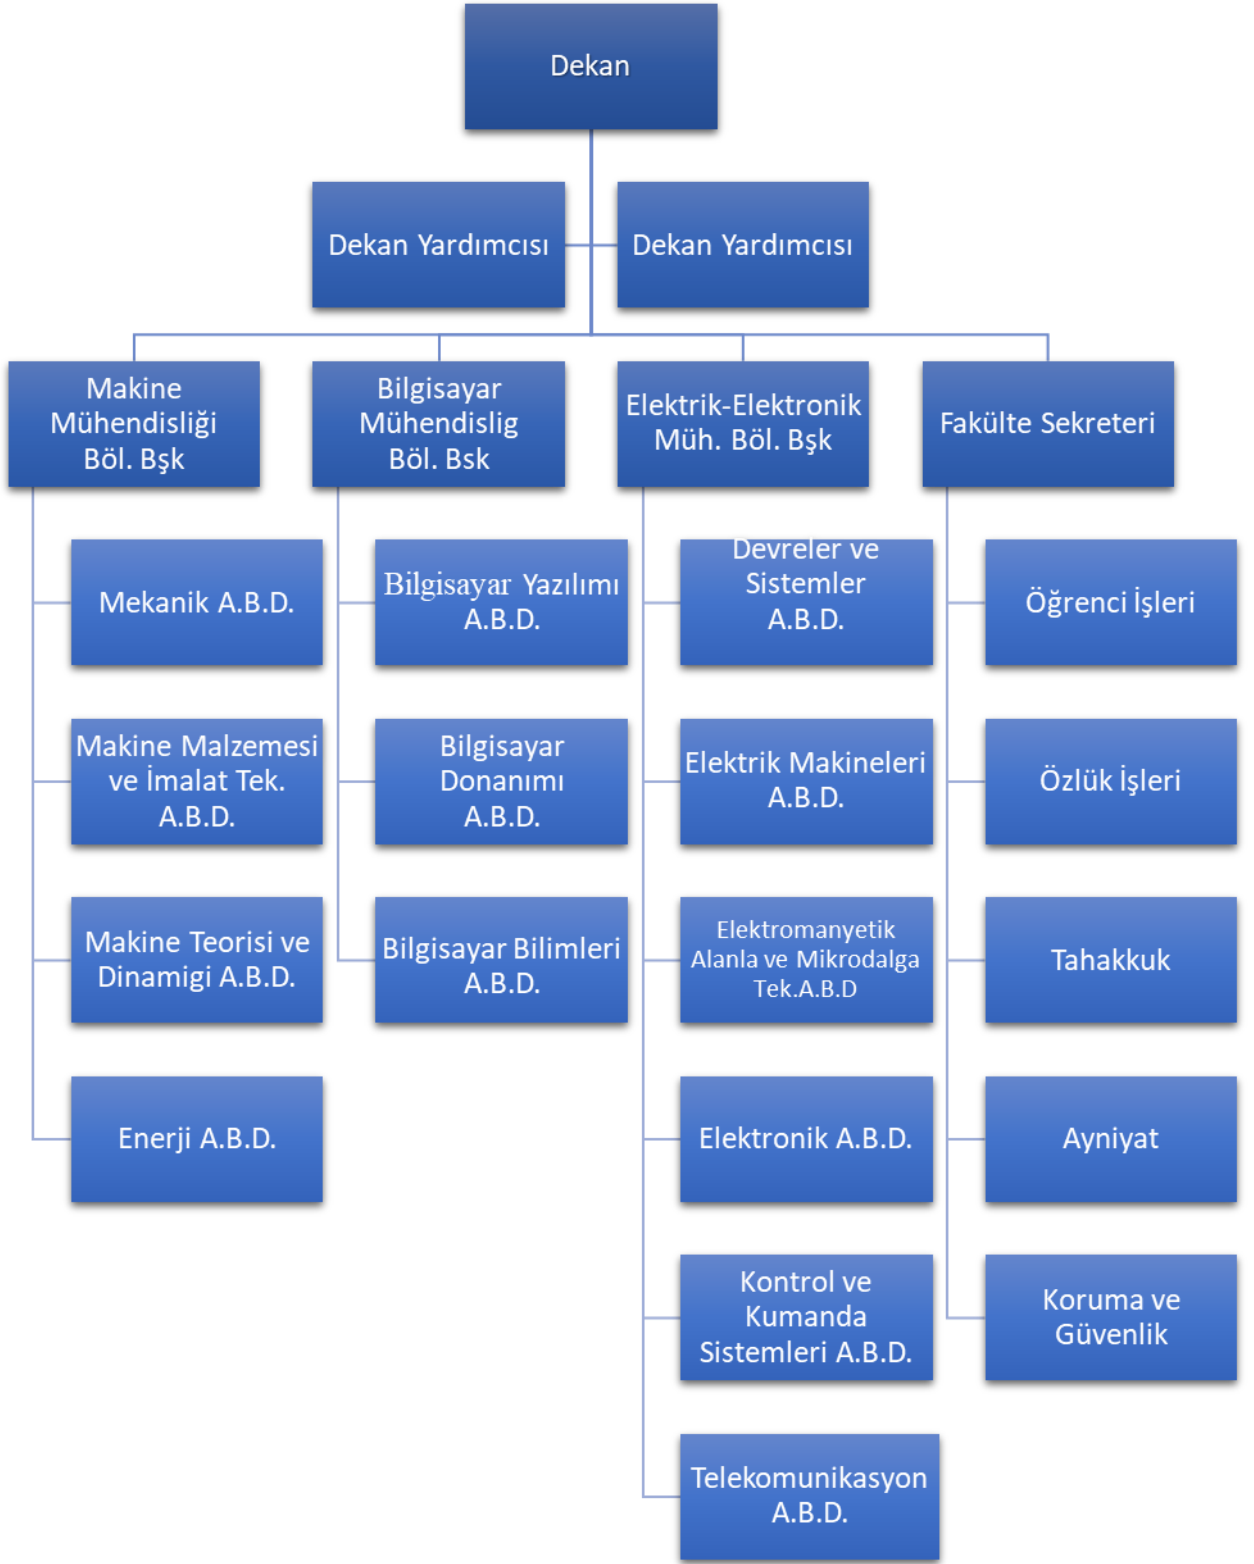 Dekan
Dekan Yardımcısı
Dekan Yardımcısı
Makine
Mühendisliği
Böl. Bşk
Bilgisayar
Mühendislig
Böl. Bsk
Elektrik-Elektronik
Müh. Böl. Bşk
Fakülte Sekreteri
Mekanik A.B.D.
Makine Malzemesi
ve İmalat Tek.
A.B.D.
Makine Teorisi ve
Dinamigi A.B.D.
Enerji A.B.D.
Bilgisayar Yazılımı
A.B.D.
Bilgisayar
Donanımı
A.B.D.
Bilgisayar Bilimleri
A.B.D.
Devreler ve
Sistemler
A.B.D.
Elektrik Makineleri
A.B.D.
Elektromanyetik
Alanla ve Mikrodalga
Tek.A.B.D
Elektronik A.B.D.
Kontrol ve
Kumanda
Sistemleri A.B.D.
Telekomunikasyon
A.B.D.
Öğrenci İşleri
Özlük İşleri
Tahakkuk
Ayniyat
Koruma ve
Güvenlik